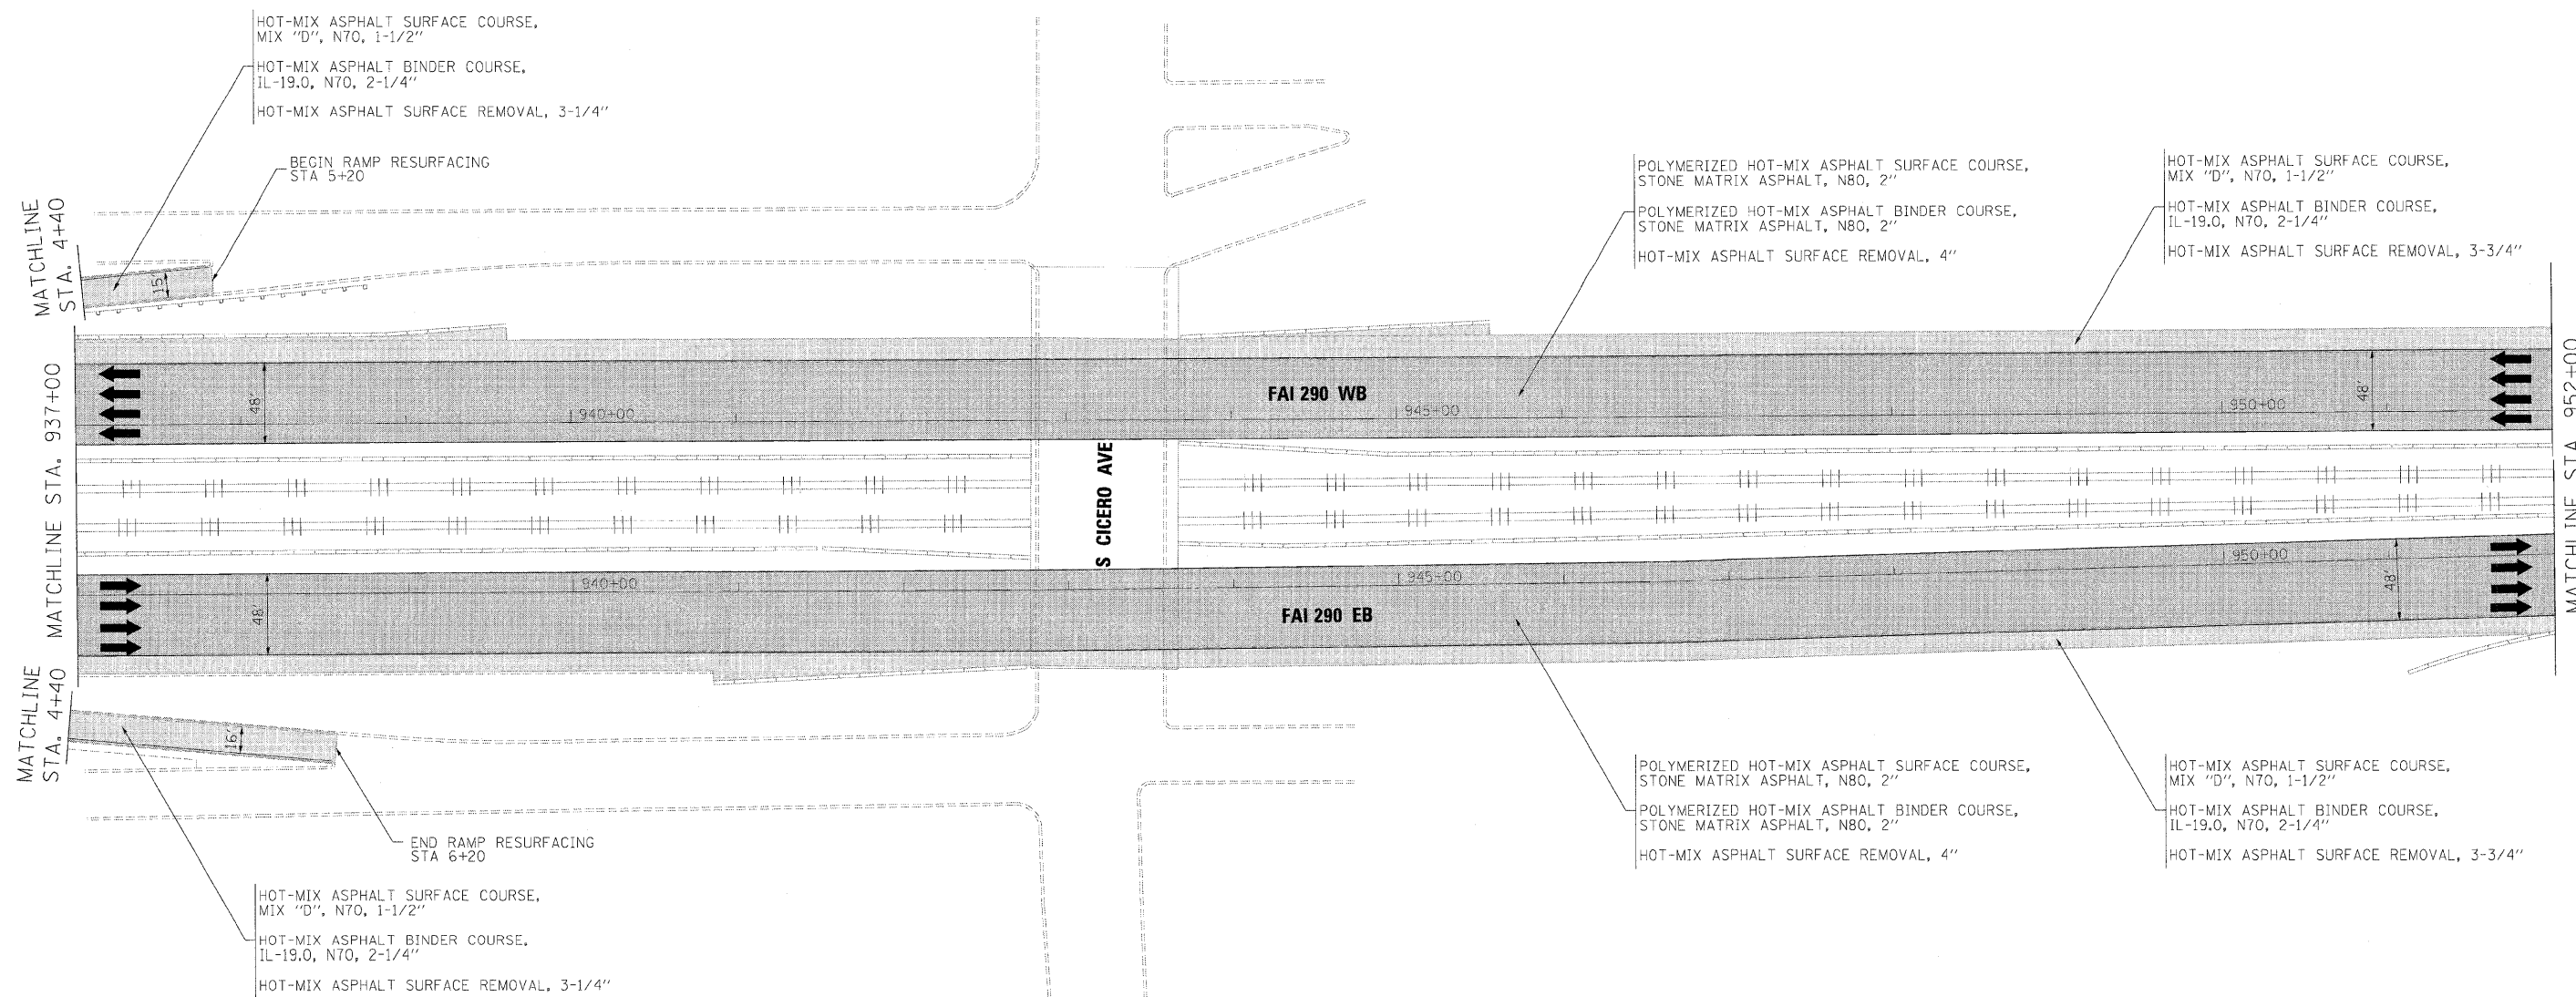 HOT-MIX ASPHALT SURFACE COURSE,
MIX "D", N70, 1-1/2"
HOT-MIX ASPHALT BINDER COURSE,
IL-19.0, N70, 2-1/4"
HOT-MIX ASPHALT SURFACE REMOVAL, 3-1/4"
BEGIN RAMP RESURFACING
STA 5+20
MATCHLINE
STA. 4+40
15'
POLYMERIZED HOT-MIX ASPHALT SURFACE COURSE,
STONE MATRIX ASPHALT, N80, 2"
POLYMERIZED HOT-MIX ASPHALT BINDER COURSE,
STONE MATRIX ASPHALT, N80, 2"
HOT-MIX ASPHALT SURFACE REMOVAL, 4"
HOT-MIX ASPHALT SURFACE COURSE,
MIX "D", N70, 1-1/2"
HOT-MIX ASPHALT BINDER COURSE,
IL-19.0, N70, 2-1/4"
HOT-MIX ASPHALT SURFACE REMOVAL, 3-3/4"
MATCHLINE STA. 937+00
48'
940+00
FAI 290 WB
945+00
950+00
48'
MATCHLINE STA. 952+00
S CICERO AVE
48'
940+00
FAI 290 EB
945+00
950+00
48'
MATCHLINE
STA. 4+40
16'
END RAMP RESURFACING
STA 6+20
HOT-MIX ASPHALT SURFACE COURSE,
MIX "D", N70, 1-1/2"
HOT-MIX ASPHALT BINDER COURSE,
IL-19.0, N70, 2-1/4"
HOT-MIX ASPHALT SURFACE REMOVAL, 3-1/4"
POLYMERIZED HOT-MIX ASPHALT SURFACE COURSE,
STONE MATRIX ASPHALT, N80, 2"
POLYMERIZED HOT-MIX ASPHALT BINDER COURSE,
STONE MATRIX ASPHALT, N80, 2"
HOT-MIX ASPHALT SURFACE REMOVAL, 4"
HOT-MIX ASPHALT SURFACE COURSE,
MIX "D", N70, 1-1/2"
HOT-MIX ASPHALT BINDER COURSE,
IL-19.0, N70, 2-1/4"
HOT-MIX ASPHALT SURFACE REMOVAL, 3-3/4"